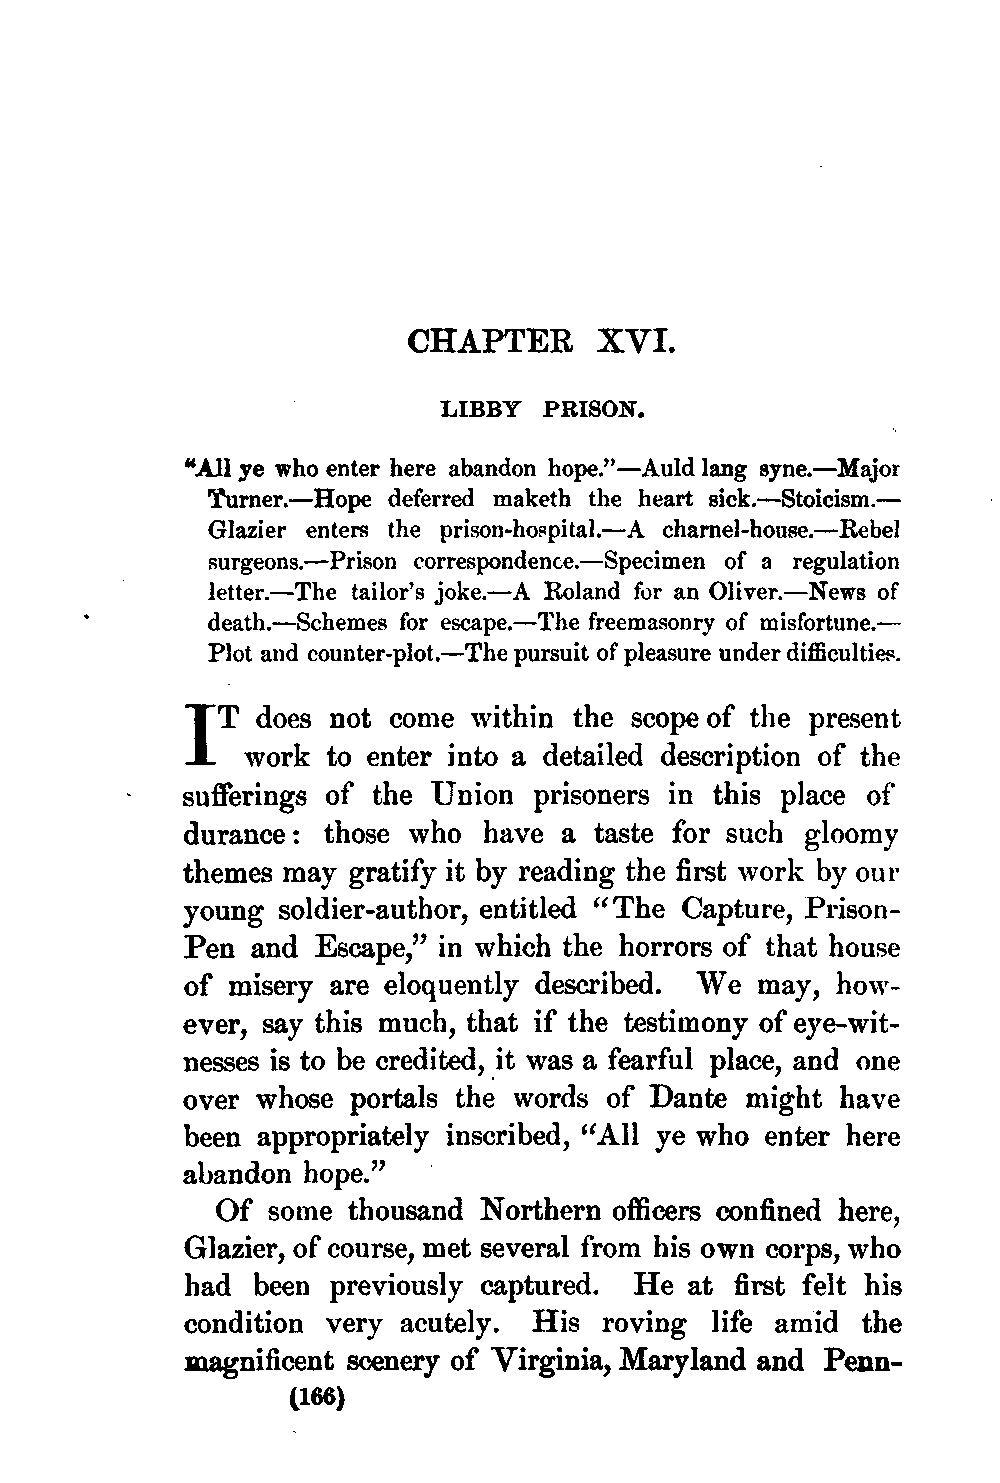 CHAPTER XVI.
LIBBY PRISON.
"All ye who enter here abandon hope."—Auld lang syne.—Major
Turner.—Hope deferred maketh the heart sick.—Stoicism.—
Glazier enters the prison-hospital.—A charnel-house.—Rebel
surgeons.—Prison correspondence.—Specimen of a regulation
letter.—The tailor's joke.—A Roland for an Oliver.—News of
death.—Schemes for escape.—The freemasonry of misfortune.—
Plot and counter-plot.—The pursuit of pleasure under difficulties.
IT does not come within the scope of the present
work to enter into a detailed description of the
sufferings of the Union prisoners in this place of
durance: those who have a taste for such gloomy
themes may gratify it by reading the first work by our
young soldier-author, entitled "The Capture, Prison-
Pen and Escape," in which the horrors of that house
of misery are eloquently described. We may, how-
ever, say this much, that if the testimony of eye-wit-
nesses is to be credited, it was a fearful place, and one
over whose portals the words of Dante might have
been appropriately inscribed, "All ye who enter here
abandon hope."
Of some thousand Northern officers confined here,
Glazier, of course, met several from his own corps, who
had been previously captured. He at first felt his
condition very acutely. His roving life amid the
magnificent scenery of Virginia, Maryland and Penn-
(166)